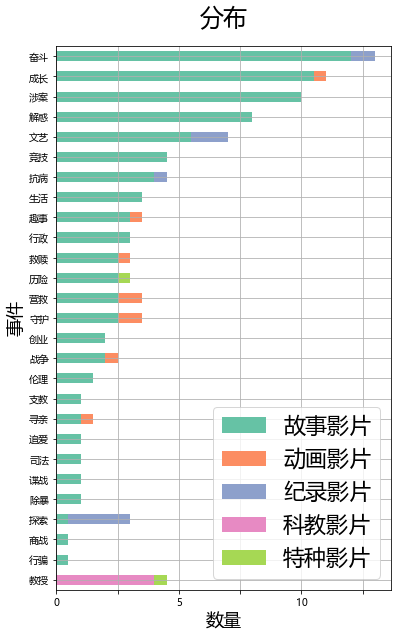 分布
事件
奋斗
成长
涉案
解惑
文艺
竞技
抗病
生活
趣事
行政
救赎
历险
营救
守护
创业
战争
伦理
支教
寻亲
追爱
司法
谍战
除暴
探索
商战
行骗
教授
故事影片
动画影片
纪录影片
科教影片
特种影片
0 5 10
数量